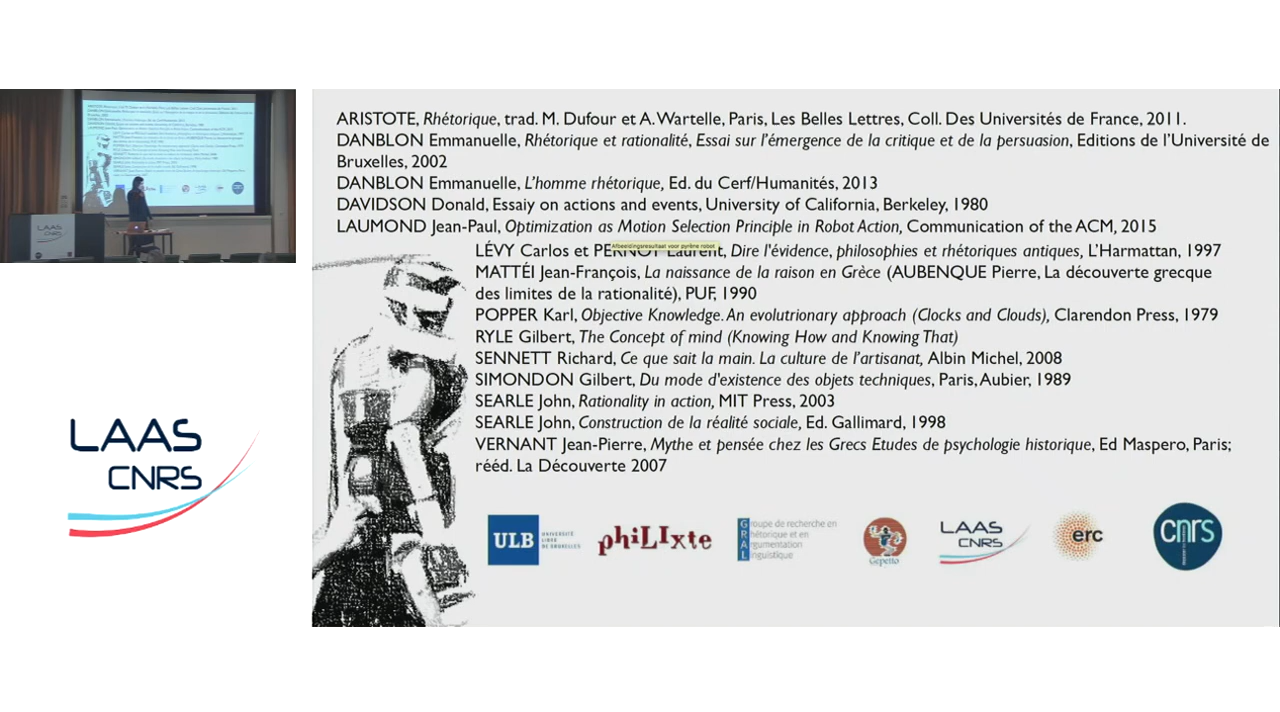 ARISTOTE, Rhétorique, trad. M. Dufour et A. Wartelle, Paris, Les Belles Lettres, Coll. Des Universités de France, 2011.
DANBLON Emmanuelle, Rhétorique et rationalité, Essai sur l'émergence de la critique et de la persuasion, Editions de l'Université de
Bruxelles, 2002
DANBLON Emmanuelle, L'homme rhétorique, Ed. du Cerf/Humanités, 2013
DAVIDSON Donald, Essaiy on actions and events, University of California, Berkeley, 1980
LAUMOND Jean-Paul, Optimization as Motion Selection Principle in Robot Action, Communication of the ACM, 2015
Afbeeldingsresultaat voor pyrène robot
LÉVY Carlos et PERNOT Laurent, Dire l'évidence, philosophies et rhétoriques antiques, L'Harmattan, 1997
MATTÉI Jean-François, La naissance de la raison en Grèce (AUBENQUE Pierre, La découverte grecque
des limites de la rationalité), PUF, 1990
POPPER Karl, Objective Knowledge. An evolutrionary approach (Clocks and Clouds), Clarendon Press, 1979
RYLE Gilbert, The Concept of mind (Knowing How and Knowing That)
SENNETT Richard, Ce que sait la main. La culture de l'artisanat, Albin Michel, 2008
SIMONDON Gilbert, Du mode d'existence des objets techniques, Paris, Aubier, 1989
SEARLE John, Rationality in action, MIT Press, 2003
SEARLE John, Construction de la réalité sociale, Ed. Gallimard, 1998
VERNANT Jean-Pierre, Mythe et pensée chez les Grecs Etudes de psychologie historique, Ed Maspero, Paris;
rééd. La Découverte 2007
LAAS
CNRS
ULB
UNIVERSITÉ
LIBRE
DE BRUXELLES
phiLIxte
Groupe de recherche en
Rhétorique et en
Argumentation
Linguistique
Gepetto
LAAS
CNRS
erc
cnrs
LAAS
CNRS